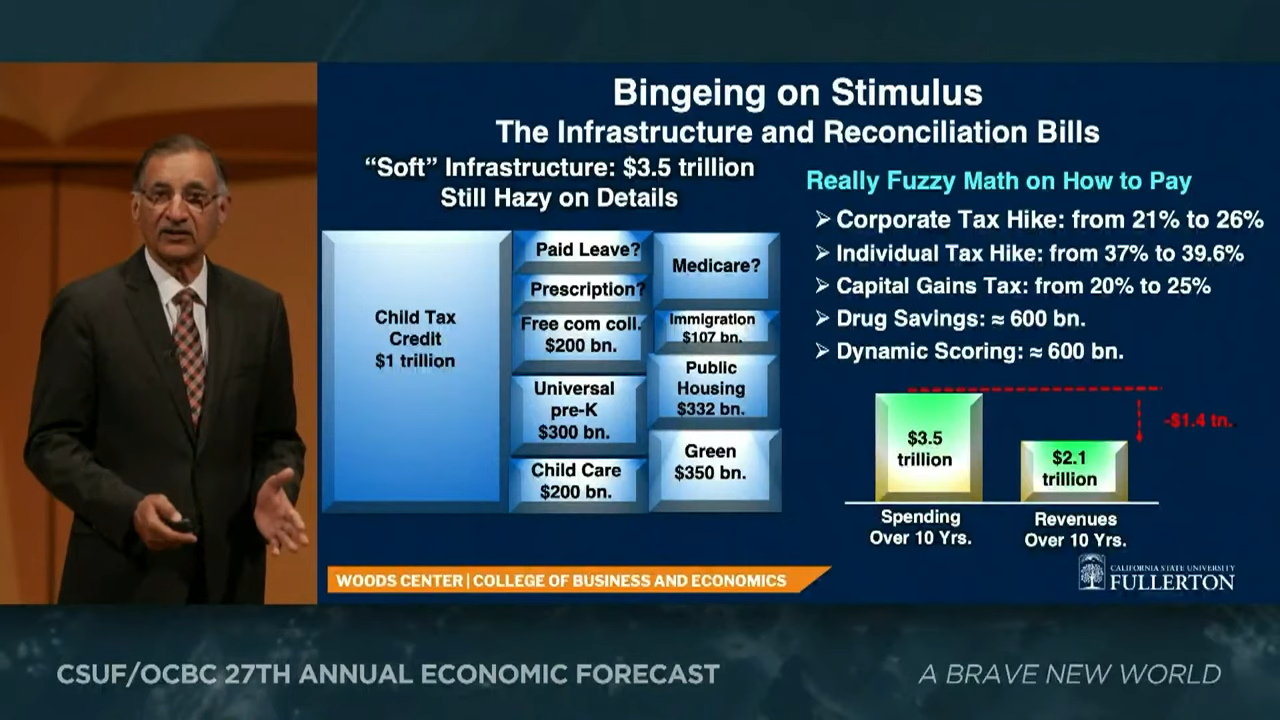 Bingeing on Stimulus
The Infrastructure and Reconciliation Bills
“Soft” Infrastructure: $3.5 trillion
Still Hazy on Details
Child Tax
Credit
$1 trillion
Paid Leave?
Prescription?
Free com coll.
$200 bn.
Universal
pre-K
$300 bn.
Child Care
$200 bn.
Medicare?
Immigration
$107 bn.
Public
Housing
$332 bn.
Green
$350 bn.
Really Fuzzy Math on How to Pay
➢ Corporate Tax Hike: from 21% to 26%
➢ Individual Tax Hike: from 37% to 39.6%
➢ Capital Gains Tax: from 20% to 25%
➢ Drug Savings: ≈ 600 bn.
➢ Dynamic Scoring: ≈ 600 bn.
$3.5
trillion
$2.1
trillion
-$1.4 tn.
Spending
Over 10 Yrs.
Revenues
Over 10 Yrs.
WOODS CENTER | COLLEGE OF BUSINESS AND ECONOMICS
CALIFORNIA STATE UNIVERSITY
FULLERTON
CSUF/OCBC 27TH ANNUAL ECONOMIC FORECAST
A BRAVE NEW WORLD